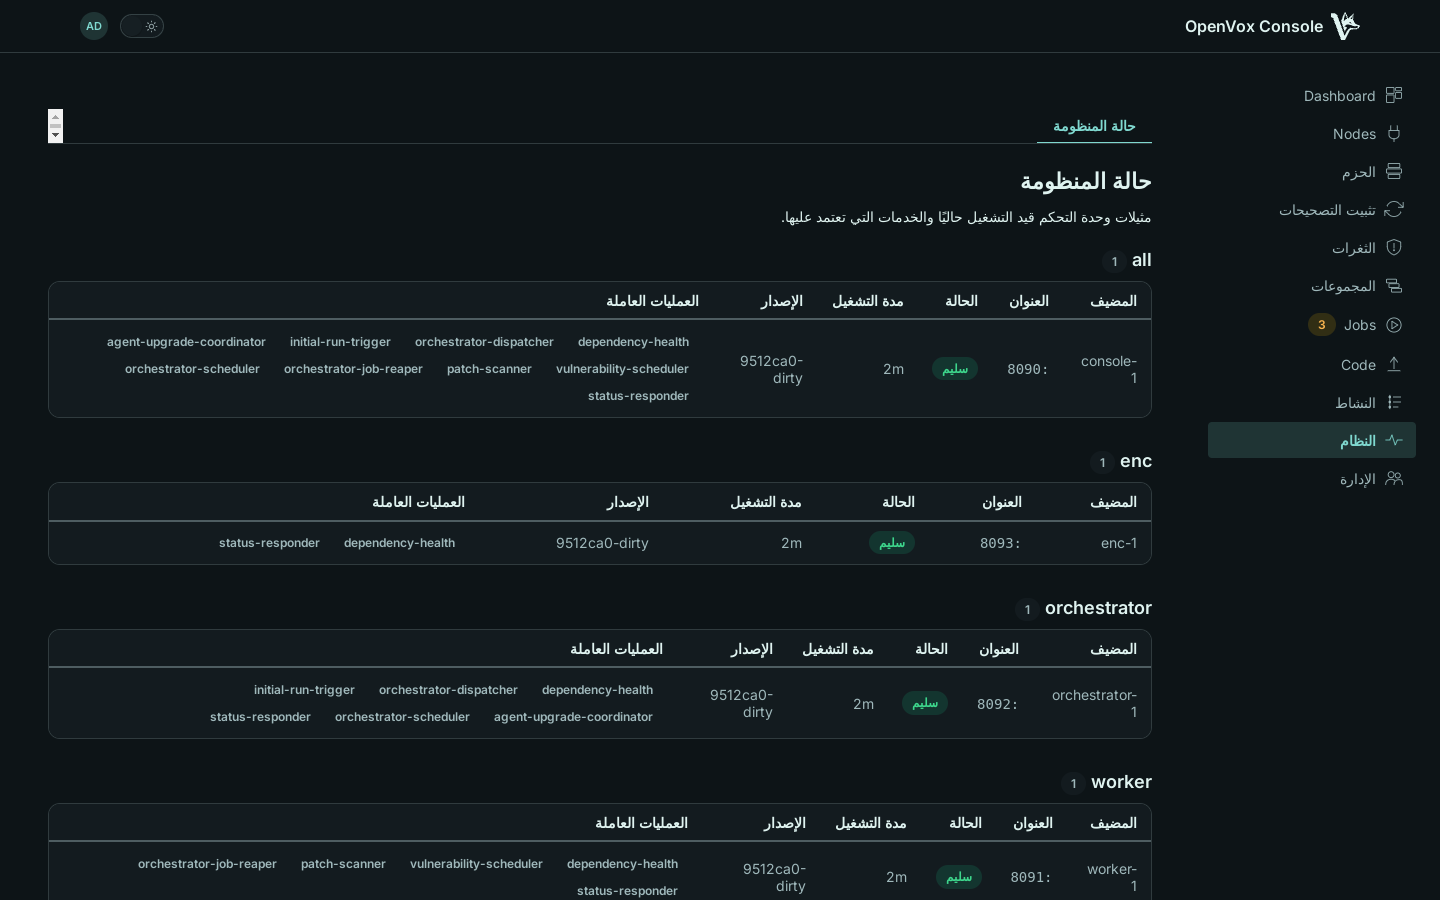 OpenVox Console
AD
Dashboard
Nodes
الحزم
تثبيت التصحيحات
الثغرات
المجموعات
Jobs 3
Code
النشاط
النظام
الإدارة
حالة المنظومة
حالة المنظومة
مثيلات وحدة التحكم قيد التشغيل حاليًا والخدمات التي تعتمد عليها.
all 1
المضيف العنوان الحالة مدة التشغيل الإصدار العمليات العاملة
console-1 8090: سليم 2m 9512ca0-dirty dependency-health orchestrator-dispatcher initial-run-trigger agent-upgrade-coordinator
vulnerability-scheduler patch-scanner orchestrator-job-reaper orchestrator-scheduler
status-responder
enc 1
المضيف العنوان الحالة مدة التشغيل الإصدار العمليات العاملة
enc-1 8093: سليم 2m 9512ca0-dirty dependency-health status-responder
orchestrator 1
المضيف العنوان الحالة مدة التشغيل الإصدار العمليات العاملة
orchestrator-1 8092: سليم 2m 9512ca0-dirty dependency-health orchestrator-dispatcher initial-run-trigger
agent-upgrade-coordinator orchestrator-scheduler status-responder
worker 1
المضيف العنوان الحالة مدة التشغيل الإصدار العمليات العاملة
worker-1 8091: سليم 2m 9512ca0-dirty dependency-health vulnerability-scheduler patch-scanner orchestrator-job-reaper
status-responder